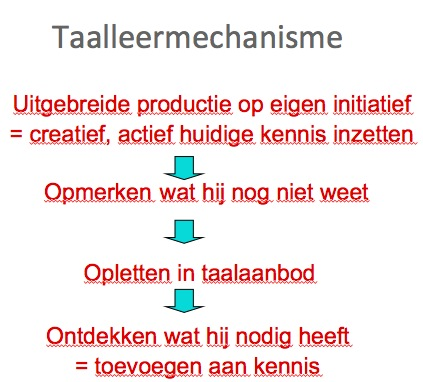 Taalleermechanisme
Uitgebreide productie op eigen initiatief
= creatief, actief huidige kennis inzetten
Opmerken wat hij nog niet weet
Opletten in taalaanbod
Ontdekken wat hij nodig heeft
= toevoegen aan kennis